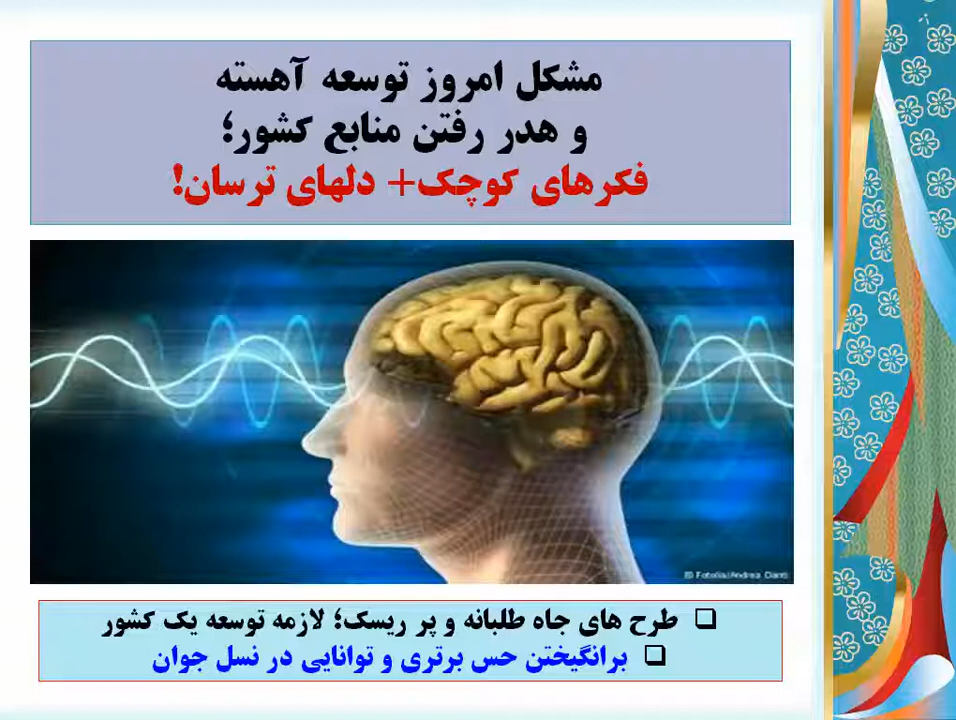 مشکل امروز توسعه آهسته
و هدر رفتن منابع کشور؛
فکرهای کوچک+ دلهای ترسان!
© Fotolia/Andrea Danti
❑ طرح های جاه طلبانه و پر ریسک؛ لازمه توسعه یک کشور
❑ برانگیختن حس برتری و توانایی در نسل جوان